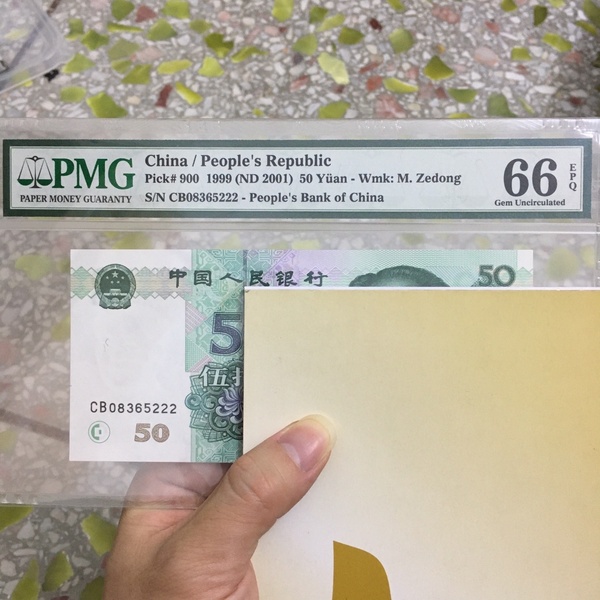 PMG
PAPER MONEY GUARANTY
China / People's Republic
Pick# 900 1999 (ND 2001) 50 Yüan - Wmk: M. Zedong
S/N CB08365222 - People's Bank of China
66
EPQ
Gem Uncirculated
中国人民银行
50
5
伍拾
CB08365222
50